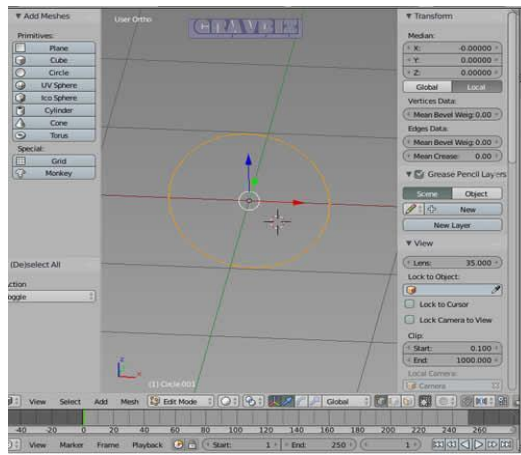 Add Meshes
Primitives:
Plane
Cube
Circle
UV Sphere
Ico Sphere
Cylinder
Cone
Torus
Special:
Grid
Monkey
(De)select All
ction
oggle
User Ortho
GRAVBIZ
z
x
(1) Circle.003
Transform
Median:
X: -0.00000
Y: 0.00000
Z: 0.00000
Global Local
Vertices Data:
Mean Bevel Weig: 0.00
Edges Data:
Mean Bevel Weig: 0.00
Mean Crease: 0.00
Grease Pencil Layers
Scene Object
New
New Layer
View
Lens: 35.000
Lock to Object:
Lock to Cursor
Lock Camera to View
Clip:
Start: 0.100
End: 1000.000
Local Camera:
Camera
View Select Add Mesh Edit Mode Global
-40 -20 0 20 40 60 80 100 120 140 160 180 200 220 240 260
View Marker Frame Playback Start: 1 End: 250 1